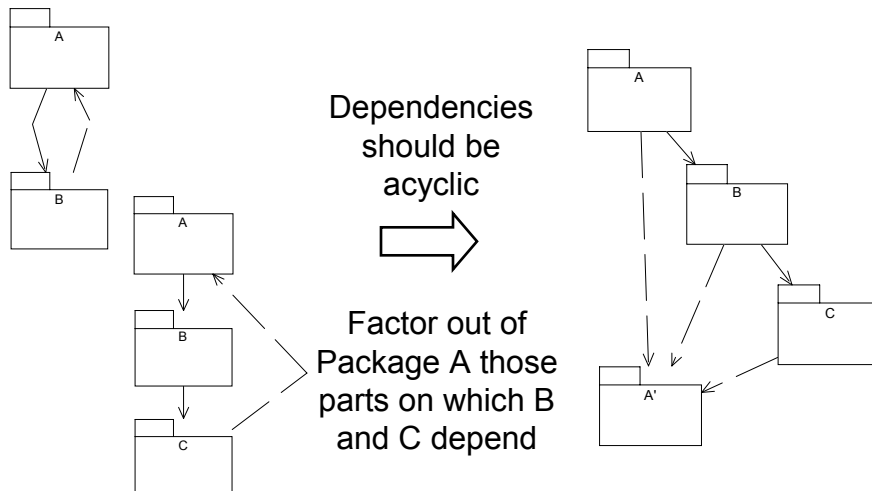 A
B
A
B
C
Dependencies
should be
acyclic
Factor out of
Package A those
parts on which B
and C depend
A
B
C
A'